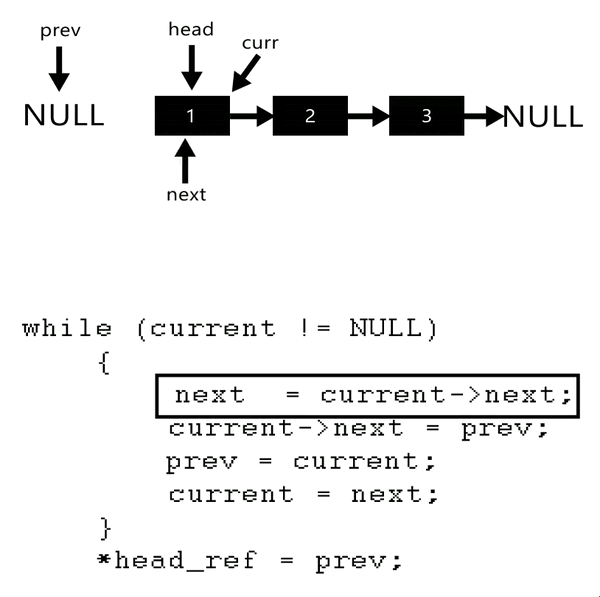 prev head curr
NULL 1 2 3 NULL
next
while (current != NULL)
{
next = current->next;
current->next = prev;
prev = current;
current = next;
}
*head_ref = prev;